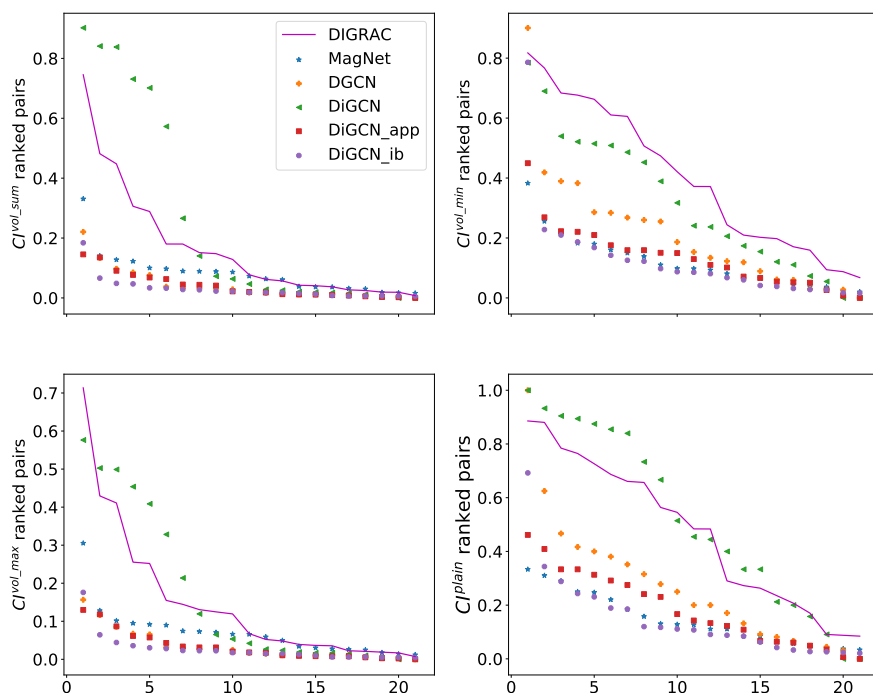 CI^vol_sum ranked pairs
0.8
0.6
0.4
0.2
0.0
DIGRAC
MagNet
DGCN
DiGCN
DiGCN_app
DiGCN_ib
CI^vol_min ranked pairs
0.8
0.6
0.4
0.2
0.0
CI^vol_max ranked pairs
0.7
0.6
0.5
0.4
0.3
0.2
0.1
0.0
0 5 10 15 20
CI^plain ranked pairs
1.0
0.8
0.6
0.4
0.2
0.0
0 5 10 15 20